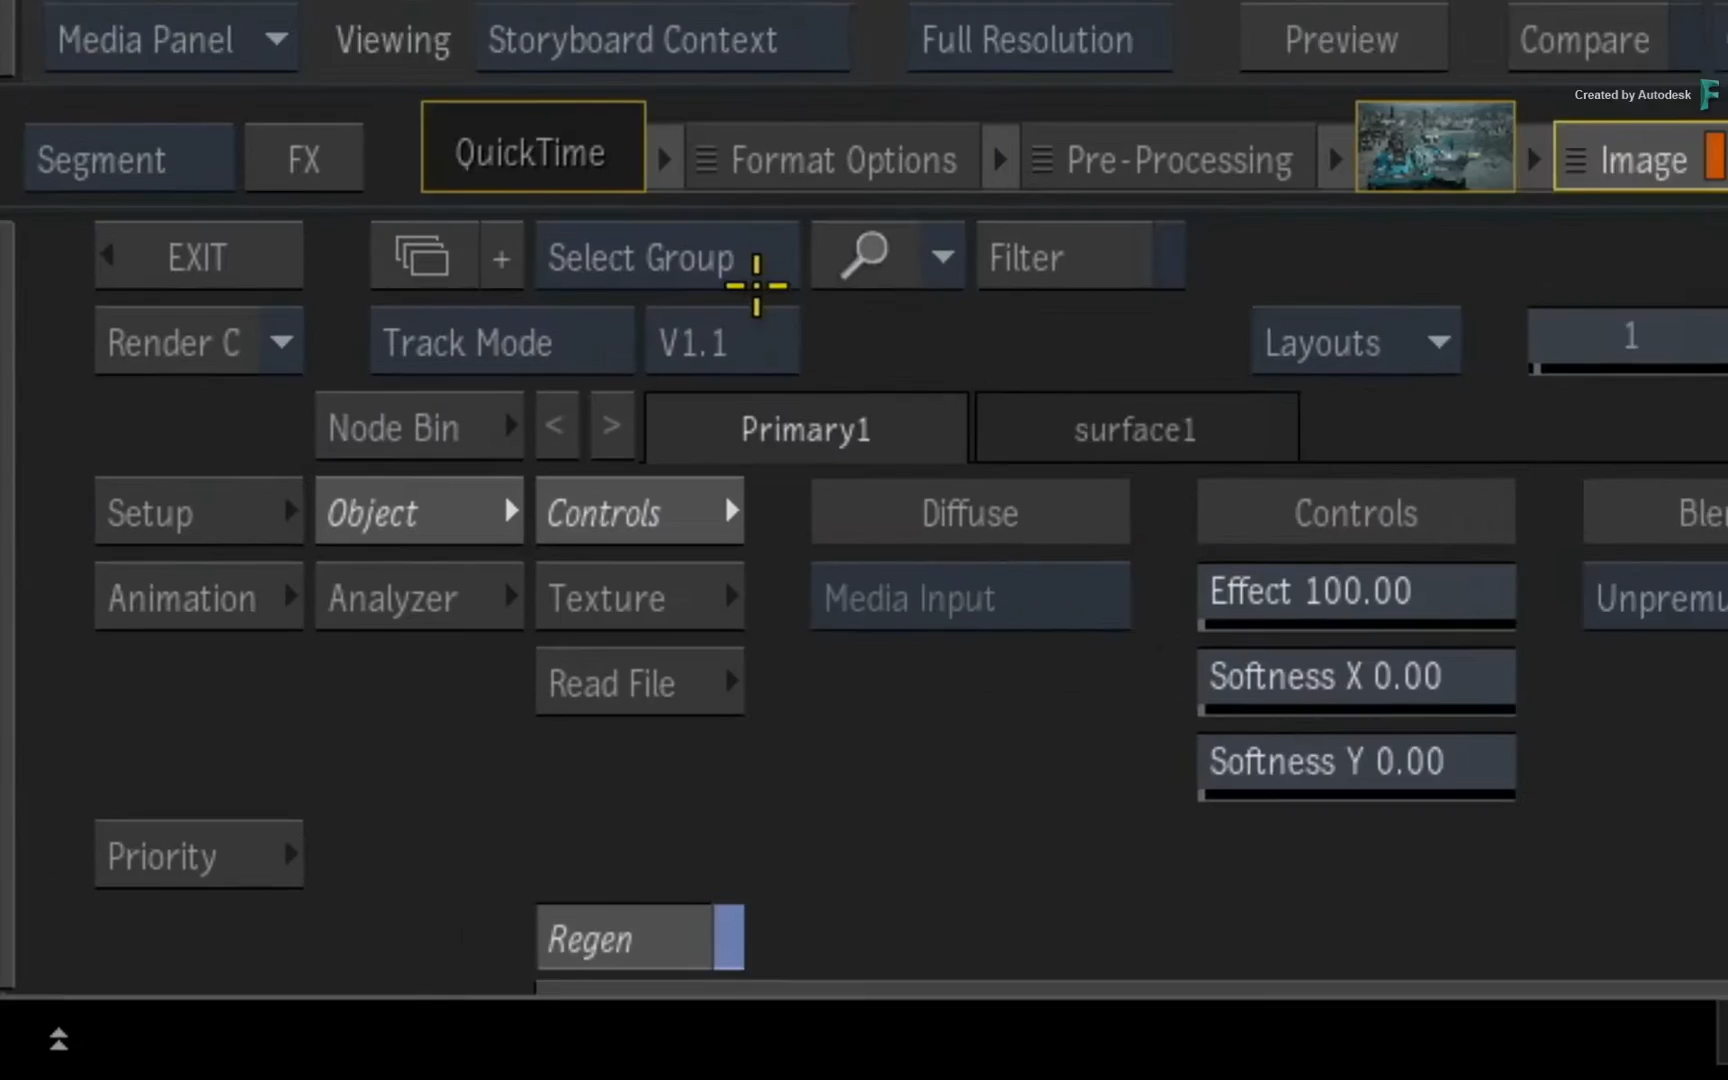 Media Panel Viewing Storyboard Context Full Resolution Preview Compare
Created by Autodesk
Segment FX QuickTime Format Options Pre-Processing Image
EXIT + Select Group Filter
Render C Track Mode V1.1 Layouts 1
Node Bin < > Primary1 surface1
Setup Object Controls Diffuse Controls
Animation Analyzer Texture Media Input Effect 100.00
Read File Softness X 0.00
Softness Y 0.00
Priority
Regen